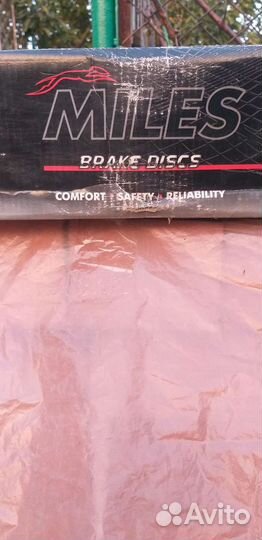 MILES
BRAKE DISCS
COMFORT SAFETY RELIABILITY
Avito